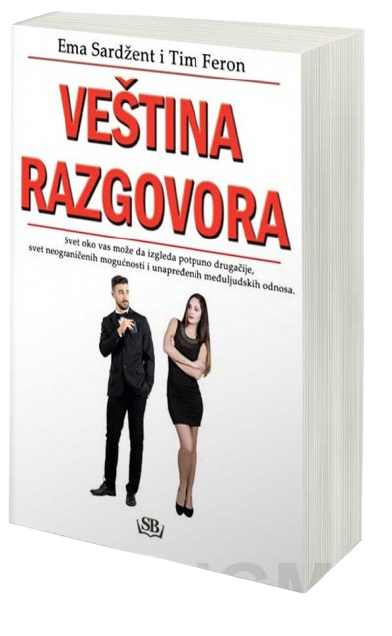 Ema Sardžent i Tim Feron
VEŠTINA
RAZGOVORA
Svet oko vas može da izgleda potpuno drugačije,
svet neograničenih mogućnosti i unapređenih međuljudskih odnosa.
SB